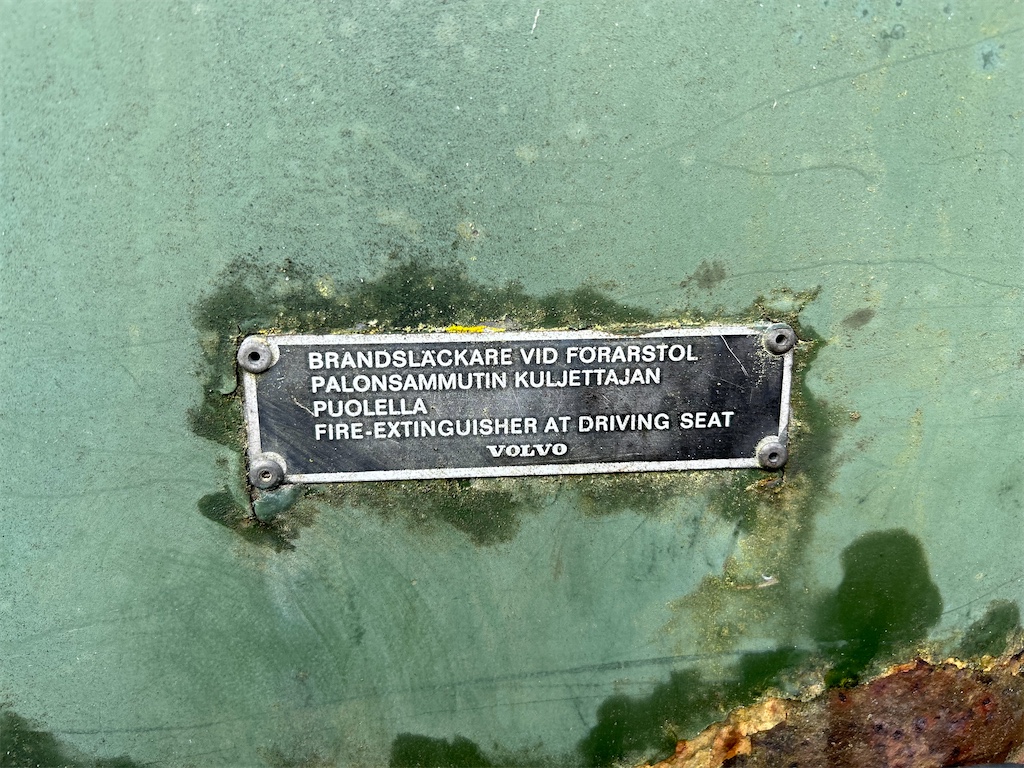 BRANDSLÄCKARE VID FÖRARSTOL
PALONSAMMUTIN KULJETTAJAN
PUOLELLA
FIRE-EXTINGUISHER AT DRIVING SEAT
VOLVO